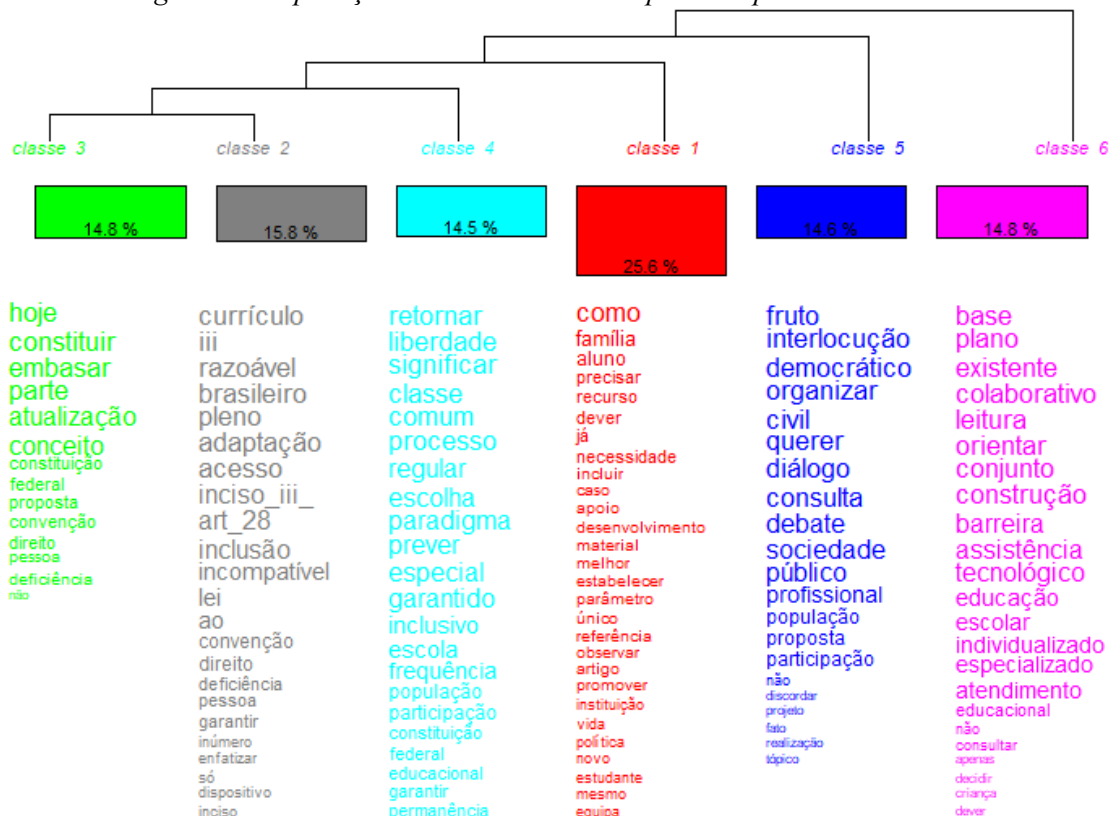 classe 3
classe 2
classe 4
classe 1
classe 5
classe 6
14.8 %
15.8 %
14.5 %
25.6 %
14.6 %
14.8 %
hoje
constituir
embasar
parte
atualização
conceito
constituição
federal
proposta
convenção
direito
pessoa
deficiência
não
currículo
iii
razoável
brasileiro
pleno
adaptação
acesso
inciso_iii_
art_28
inclusão
incompatível
lei
ao
convenção
direito
deficiência
pessoa
garantir
inúmero
enfatizar
só
dispositivo
inciso
retornar
liberdade
significar
classe
comum
processo
regular
escolha
paradigma
prever
especial
garantido
inclusivo
escola
frequência
população
participação
constituição
federal
educacional
garantir
permanência
como
família
aluno
precisar
recurso
dever
já
necessidade
incluir
caso
apoio
desenvolvimento
material
melhor
estabelecer
parâmetro
único
referência
observar
artigo
promover
instituição
vida
política
novo
estudante
mesmo
equipa
fruto
interlocução
democrático
organizar
civil
querer
diálogo
consulta
debate
sociedade
público
profissional
população
proposta
participação
não
discordar
projeto
fato
realização
tópico
base
plano
existente
colaborativo
leitura
orientar
conjunto
construção
barreira
assistência
tecnológico
educação
escolar
individualizado
especializado
atendimento
educacional
não
consultar
apenas
decidir
criança
dever